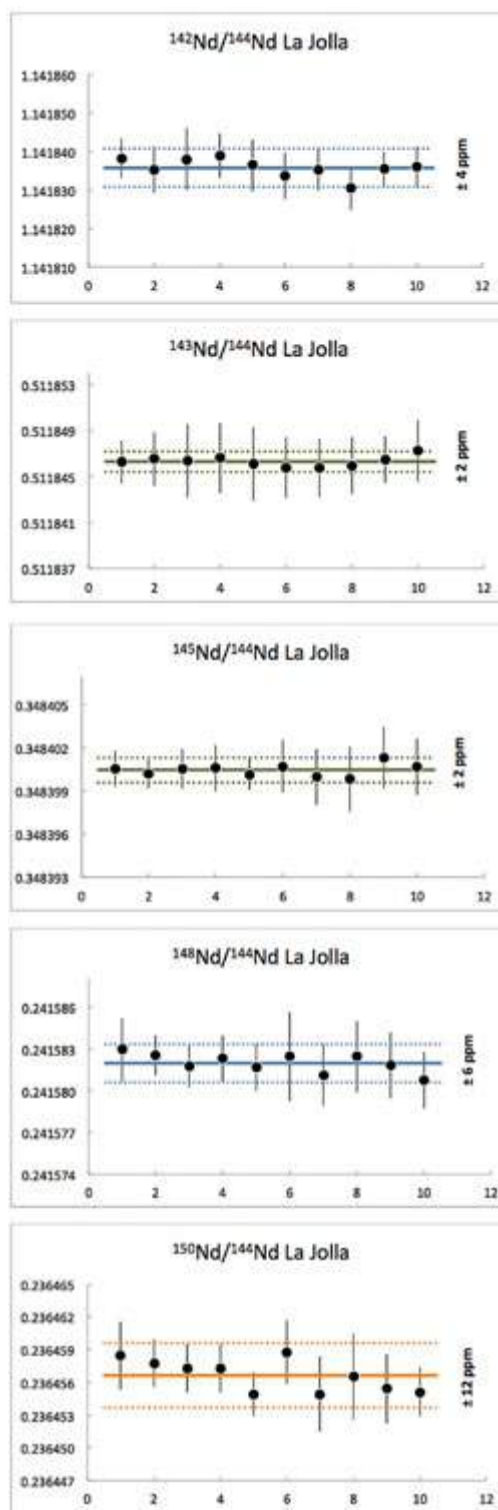 ¹⁴²Nd/¹⁴⁴Nd La Jolla
1.141860
1.141850
1.141840
1.141830
1.141820
1.141810
0 2 4 6 8 10 12
± 4 ppm
¹⁴³Nd/¹⁴⁴Nd La Jolla
0.511853
0.511849
0.511845
0.511841
0.511837
0 2 4 6 8 10 12
± 2 ppm
¹⁴⁵Nd/¹⁴⁴Nd La Jolla
0.348405
0.348402
0.348399
0.348396
0.348393
0 2 4 6 8 10 12
± 2 ppm
¹⁴⁸Nd/¹⁴⁴Nd La Jolla
0.241586
0.241583
0.241580
0.241577
0.241574
0 2 4 6 8 10 12
± 6 ppm
¹⁵⁰Nd/¹⁴⁴Nd La Jolla
0.236465
0.236462
0.236459
0.236456
0.236453
0.236450
0.236447
0 2 4 6 8 10 12
± 12 ppm